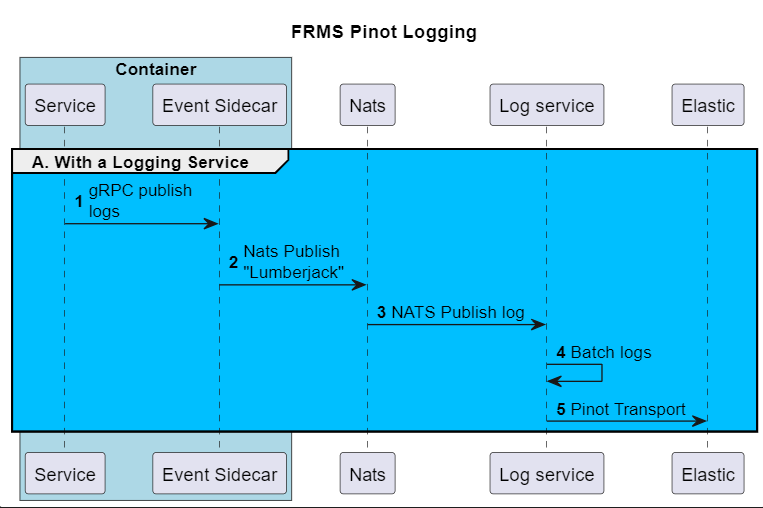 FRMS Pinot Logging
Container
Service
Event Sidecar
Nats
Log service
Elastic
A. With a Logging Service
1 gRPC publish
logs
2 Nats Publish
"Lumberjack"
3 NATS Publish log
4 Batch logs
5 Pinot Transport
Service
Event Sidecar
Nats
Log service
Elastic